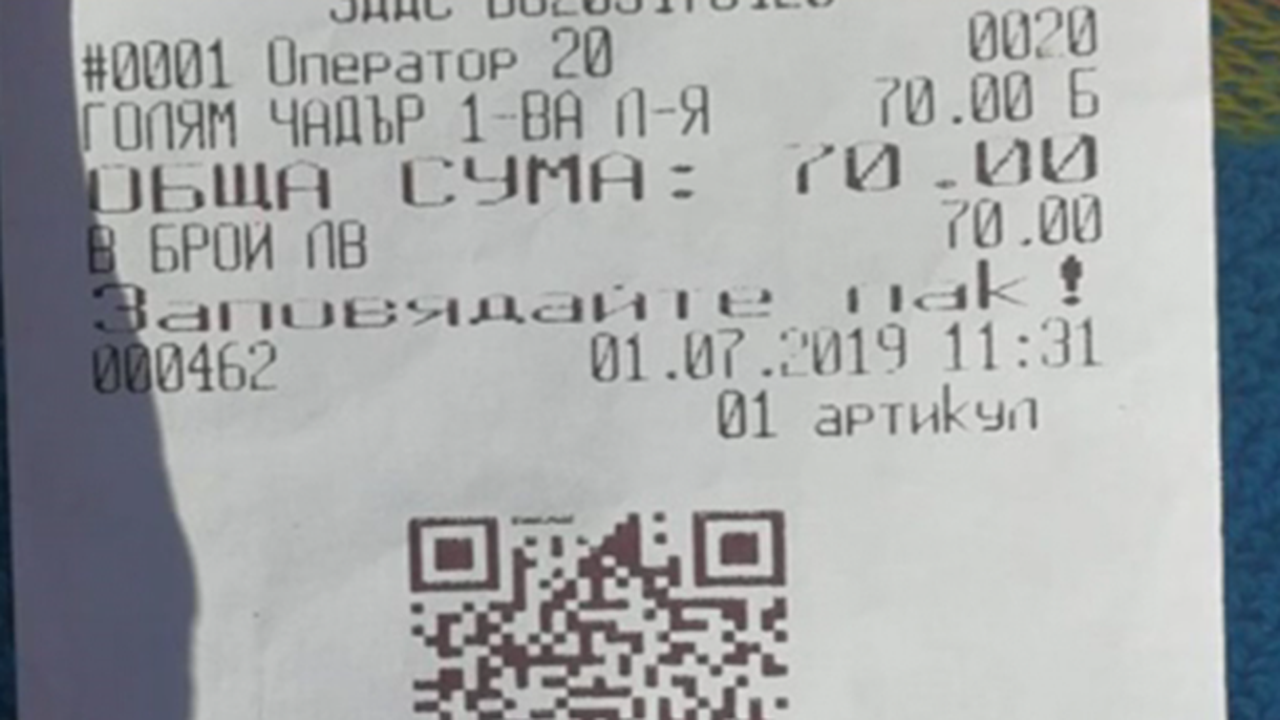 #0001 Оператор 20 0020
ГОЛЯМ ЧАДЪР 1-ВА Л-Я 70.00 Б
ОБЩА СУМА: 70.00
В БРОЙ ЛВ 70.00
Заповядайте пак!
000462 01.07.2019 11:31
01 артикул